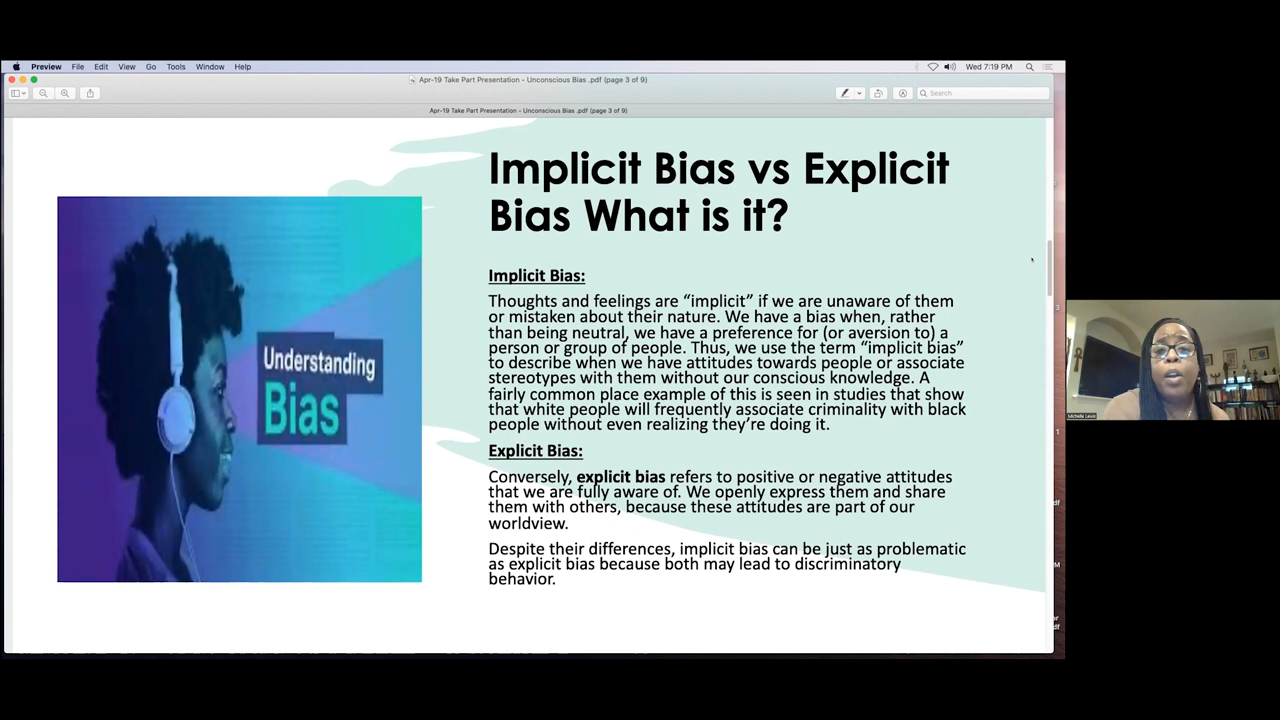 Preview File Edit View Go Tools Window Help
Wed 7:19 PM
Apr-19 Take Part Presentation - Unconscious Bias .pdf (page 3 of 9)
Search
Apr-19 Take Part Presentation - Unconscious Bias .pdf (page 3 of 9)
Understanding
Bias
Implicit Bias vs Explicit
Bias What is it?
Implicit Bias:
Thoughts and feelings are “implicit” if we are unaware of them
or mistaken about their nature. We have a bias when, rather
than being neutral, we have a preference for (or aversion to) a
person or group of people. Thus, we use the term “implicit bias”
to describe when we have attitudes towards people or associate
stereotypes with them without our conscious knowledge. A
fairly common place example of this is seen in studies that show
that white people will frequently associate criminality with black
people without even realizing they’re doing it.
Explicit Bias:
Conversely, explicit bias refers to positive or negative attitudes
that we are fully aware of. We openly express them and share
them with others, because these attitudes are part of our
worldview.
Despite their differences, implicit bias can be just as problematic
as explicit bias because both may lead to discriminatory
behavior.
Michelle Lewis